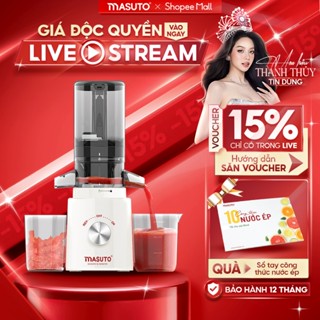 MASUTO® × Shopee Mall
GIÁ ĐỘC QUYỀN VÀO NGAY
LIVE STREAM
Hoa hậu
THANH THỦY
TIN DÙNG
VOUCHER
15%
CHỈ CÓ TRONG LIVE
Hướng dẫn
SĂN VOUCHER
10
NƯỚC ÉP
MASUTO
QUÀ
Sổ tay công
thức nước ép
BẢO HÀNH 12 THÁNG